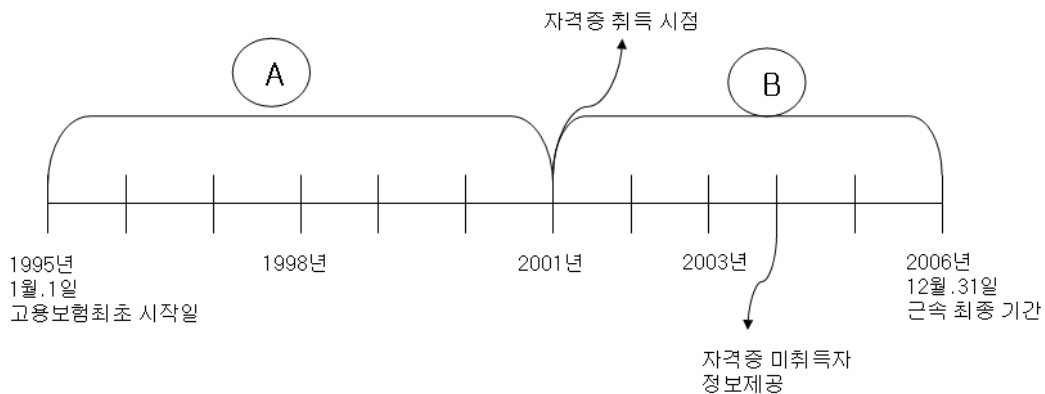 자격증 취득 시점
A
B
1995년
1월.1일
고용보험최초 시작일
1998년
2001년
2003년
2006년
12월.31일
근속 최종 기간
자격증 미취득자
정보제공